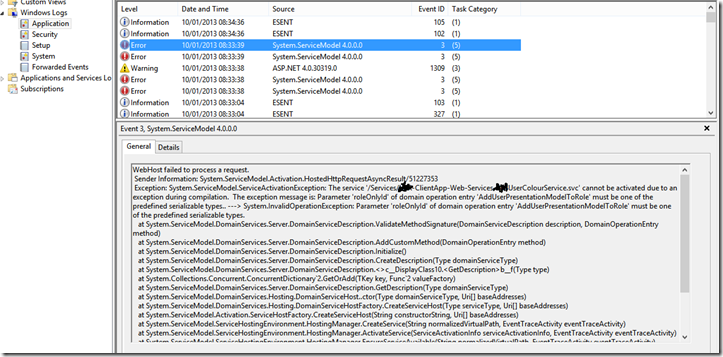 Custom Views
Windows Logs
Application
Security
Setup
System
Forwarded Events
Applications and Services Lo
Subscriptions
Level Date and Time Source Event ID Task Category
Information 10/01/2013 08:34:36 ESENT 105 (1)
Information 10/01/2013 08:34:36 ESENT 102 (1)
Error 10/01/2013 08:33:39 System.ServiceModel 4.0.0.0 3 (5)
Error 10/01/2013 08:33:39 System.ServiceModel 4.0.0.0 3 (5)
Warning 10/01/2013 08:33:38 ASP.NET 4.0.30319.0 1309 (3)
Error 10/01/2013 08:33:38 System.ServiceModel 4.0.0.0 3 (5)
Error 10/01/2013 08:33:38 System.ServiceModel 4.0.0.0 3 (5)
Information 10/01/2013 08:33:04 ESENT 103 (1)
Information 10/01/2013 08:33:04 ESENT 327 (1)
Event 3, System.ServiceModel 4.0.0.0
General Details
WebHost failed to process a request.
Sender Information: System.ServiceModel.Activation.HostedHttpRequestAsyncResult/51227353
Exception: System.ServiceModel.ServiceActivationException: The service '/Services/ -ClientApp-Web-Services- UserColourService.svc' cannot be activated due to an
exception during compilation. The exception message is: Parameter 'roleOnlyId' of domain operation entry 'AddUserPresentationModelToRole' must be one of the
predefined serializable types.. ---> System.InvalidOperationException: Parameter 'roleOnlyId' of domain operation entry 'AddUserPresentationModelToRole' must be one
of the predefined serializable types.
at System.ServiceModel.DomainServices.Server.DomainServiceDescription.ValidateMethodSignature(DomainServiceDescription description, DomainOperationEntry
method)
at System.ServiceModel.DomainServices.Server.DomainServiceDescription.AddCustomMethod(DomainOperationEntry method)
at System.ServiceModel.DomainServices.Server.DomainServiceDescription.Initialize()
at System.ServiceModel.DomainServices.Server.DomainServiceDescription.CreateDescription(Type domainServiceType)
at System.ServiceModel.DomainServices.Server.DomainServiceDescription.<>c__DisplayClass10.<GetDescription>b__f(Type type)
at System.Collections.Concurrent.ConcurrentDictionary`2.GetOrAdd(TKey key, Func`2 valueFactory)
at System.ServiceModel.DomainServices.Server.DomainServiceDescription.GetDescription(Type domainServiceType)
at System.ServiceModel.DomainServices.Hosting.DomainServiceHost..ctor(Type domainServiceType, Uri[] baseAddresses)
at System.ServiceModel.DomainServices.Hosting.DomainServiceHostFactory.CreateServiceHost(Type serviceType, Uri[] baseAddresses)
at System.ServiceModel.Activation.ServiceHostFactory.CreateServiceHost(String constructorString, Uri[] baseAddresses)
at System.ServiceModel.ServiceHostingEnvironment.HostingManager.CreateService(String normalizedVirtualPath, EventTraceActivity eventTraceActivity)
at System.ServiceModel.ServiceHostingEnvironment.HostingManager.ActivateService(ServiceActivationInfo serviceActivationInfo, EventTraceActivity eventTraceActivity)